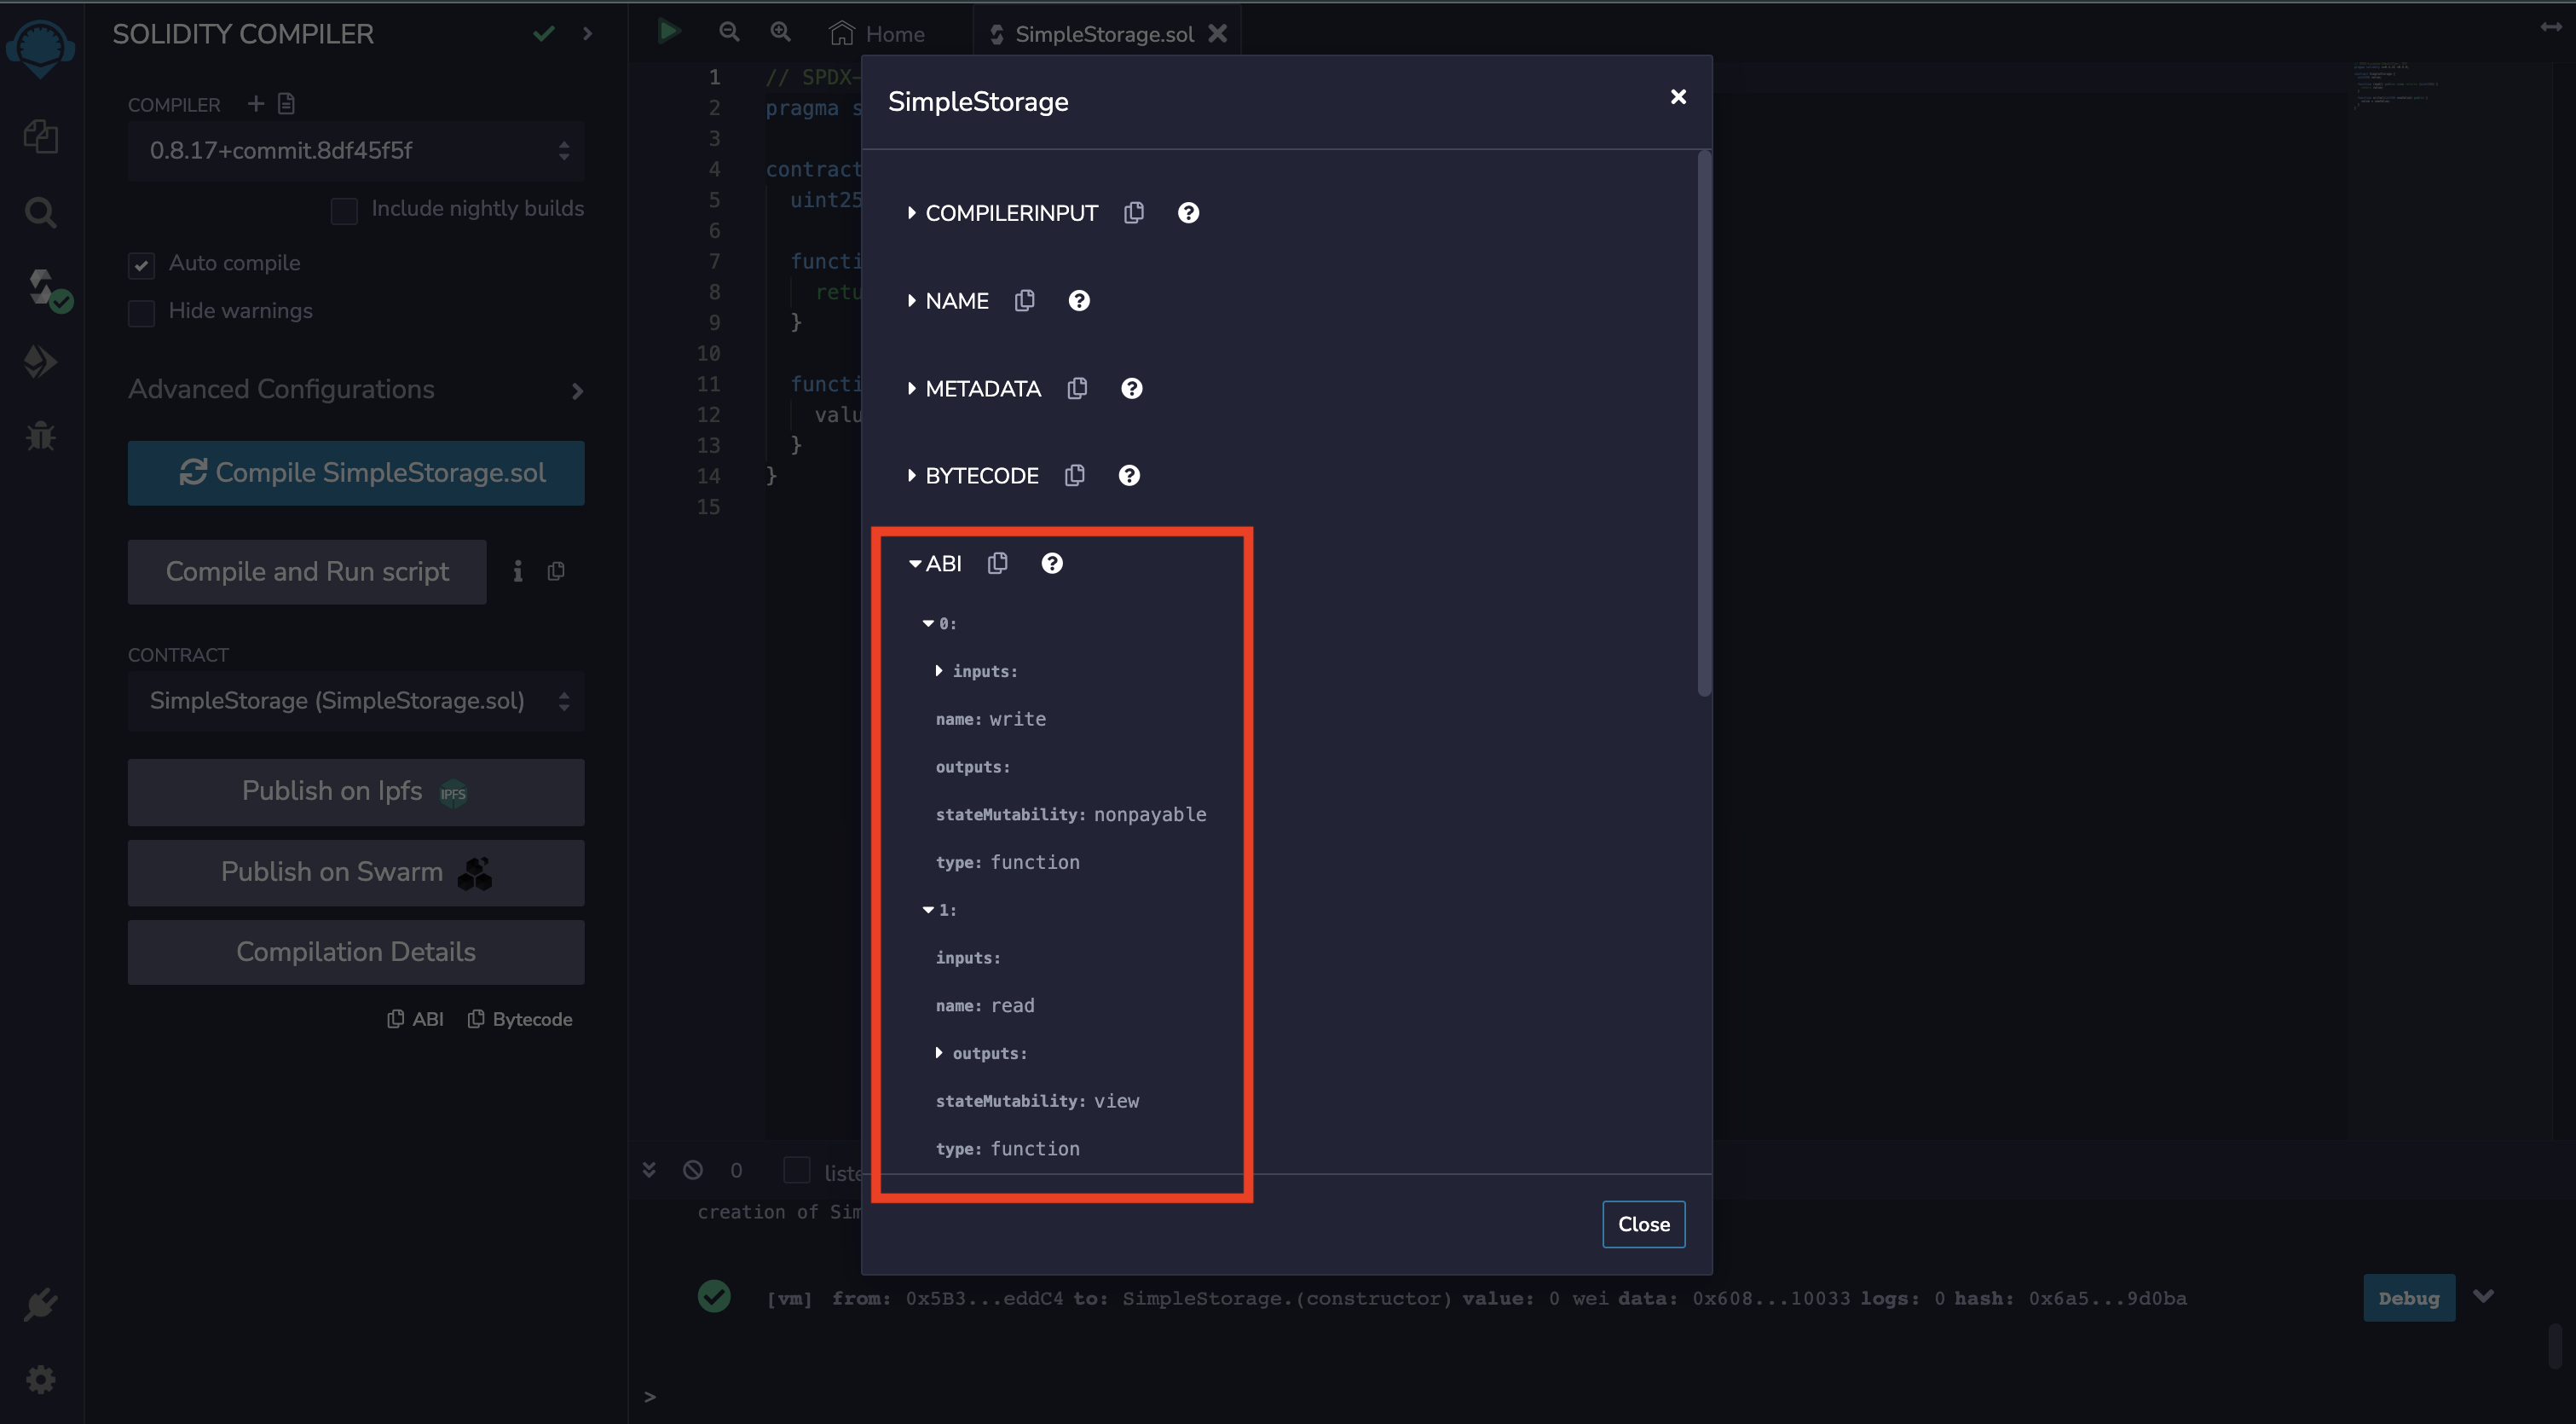 SOLIDITY COMPILER
COMPILER
0.8.17+commit.8df45f5f
Include nightly builds
Auto compile
Hide warnings
Advanced Configurations
Compile SimpleStorage.sol
Compile and Run script
CONTRACT
SimpleStorage (SimpleStorage.sol)
Publish on Ipfs IPFS
Publish on Swarm
Compilation Details
ABI Bytecode
Home SimpleStorage.sol
1 // SPDX-
2 pragma s
3
4 contract
5 uint25
6
7 functi
8 retu
9 }
10
11 functi
12 valu
13 }
14 }
15
SimpleStorage
COMPILERINPUT
NAME
METADATA
BYTECODE
ABI
0:
inputs:
name: write
outputs:
stateMutability: nonpayable
type: function
1:
inputs:
name: read
outputs:
stateMutability: view
type: function
Close
0 liste
creation of Sim
[vm] from: 0x5B3...eddC4 to: SimpleStorage.(constructor) value: 0 wei data: 0x608...10033 logs: 0 hash: 0x6a5...9d0ba
Debug
>